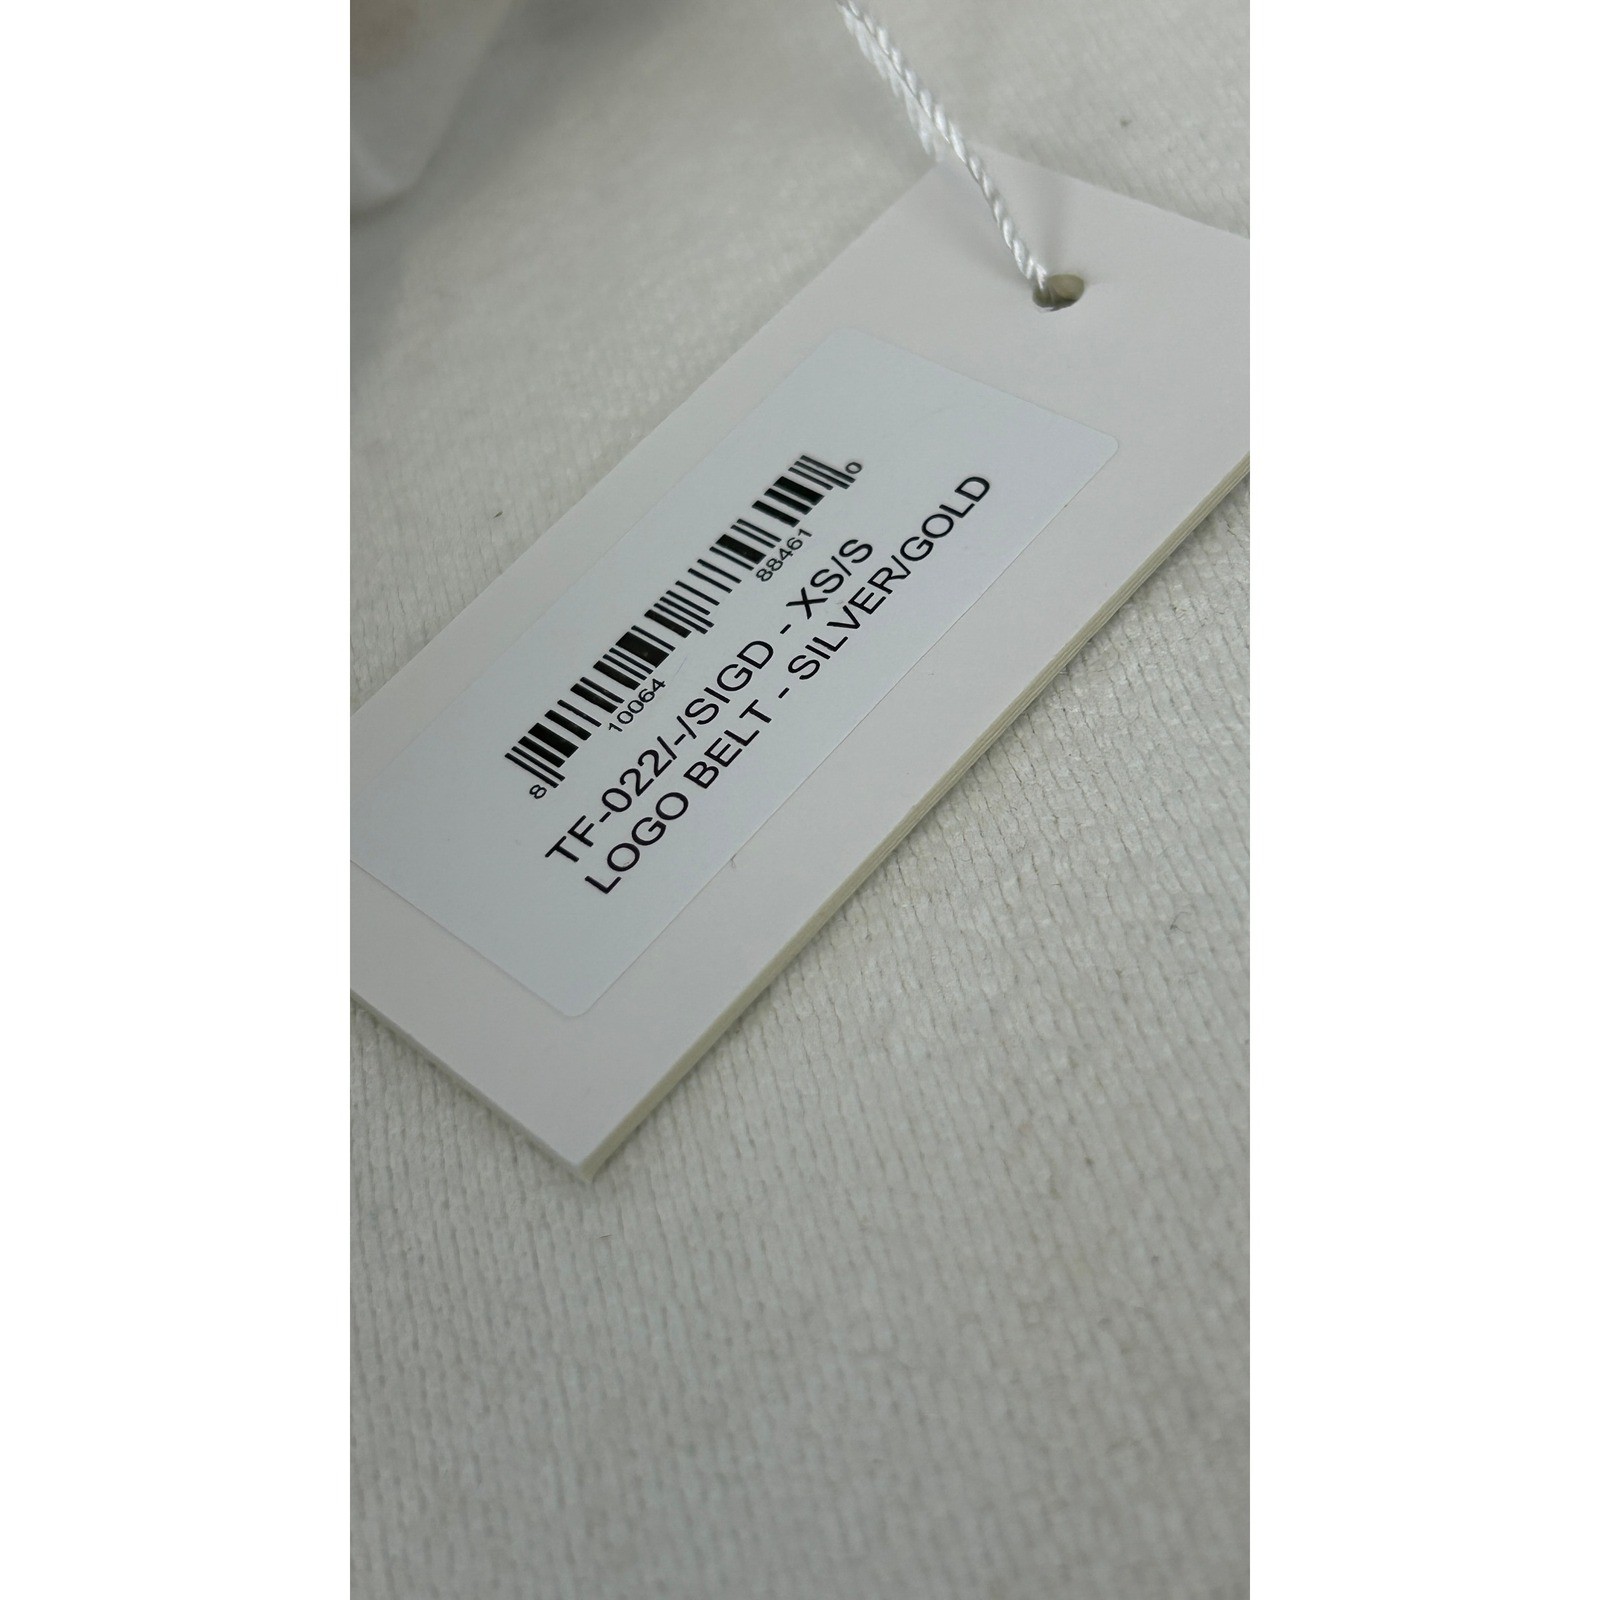 8 10064 88461 0
TF-022/-/SIGD - XS/S
LOGO BELT - SILVER/GOLD